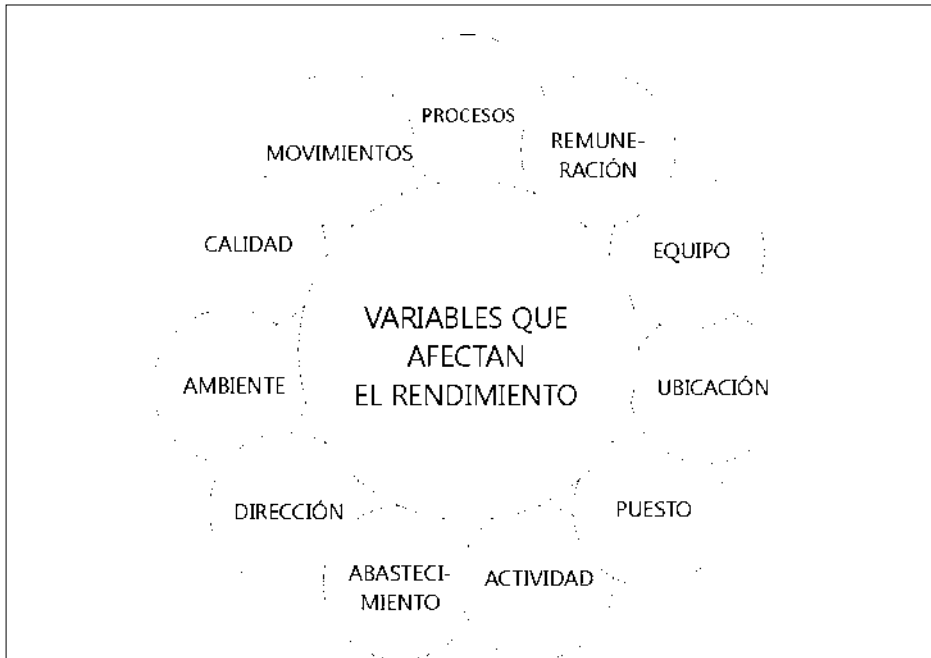 PROCESOS
REMUNE-
RACIÓN
MOVIMIENTOS
CALIDAD
EQUIPO
VARIABLES QUE
AFECTAN
EL RENDIMIENTO
AMBIENTE
UBICACIÓN
DIRECCIÓN
PUESTO
ABASTECI-
MIENTO
ACTIVIDAD